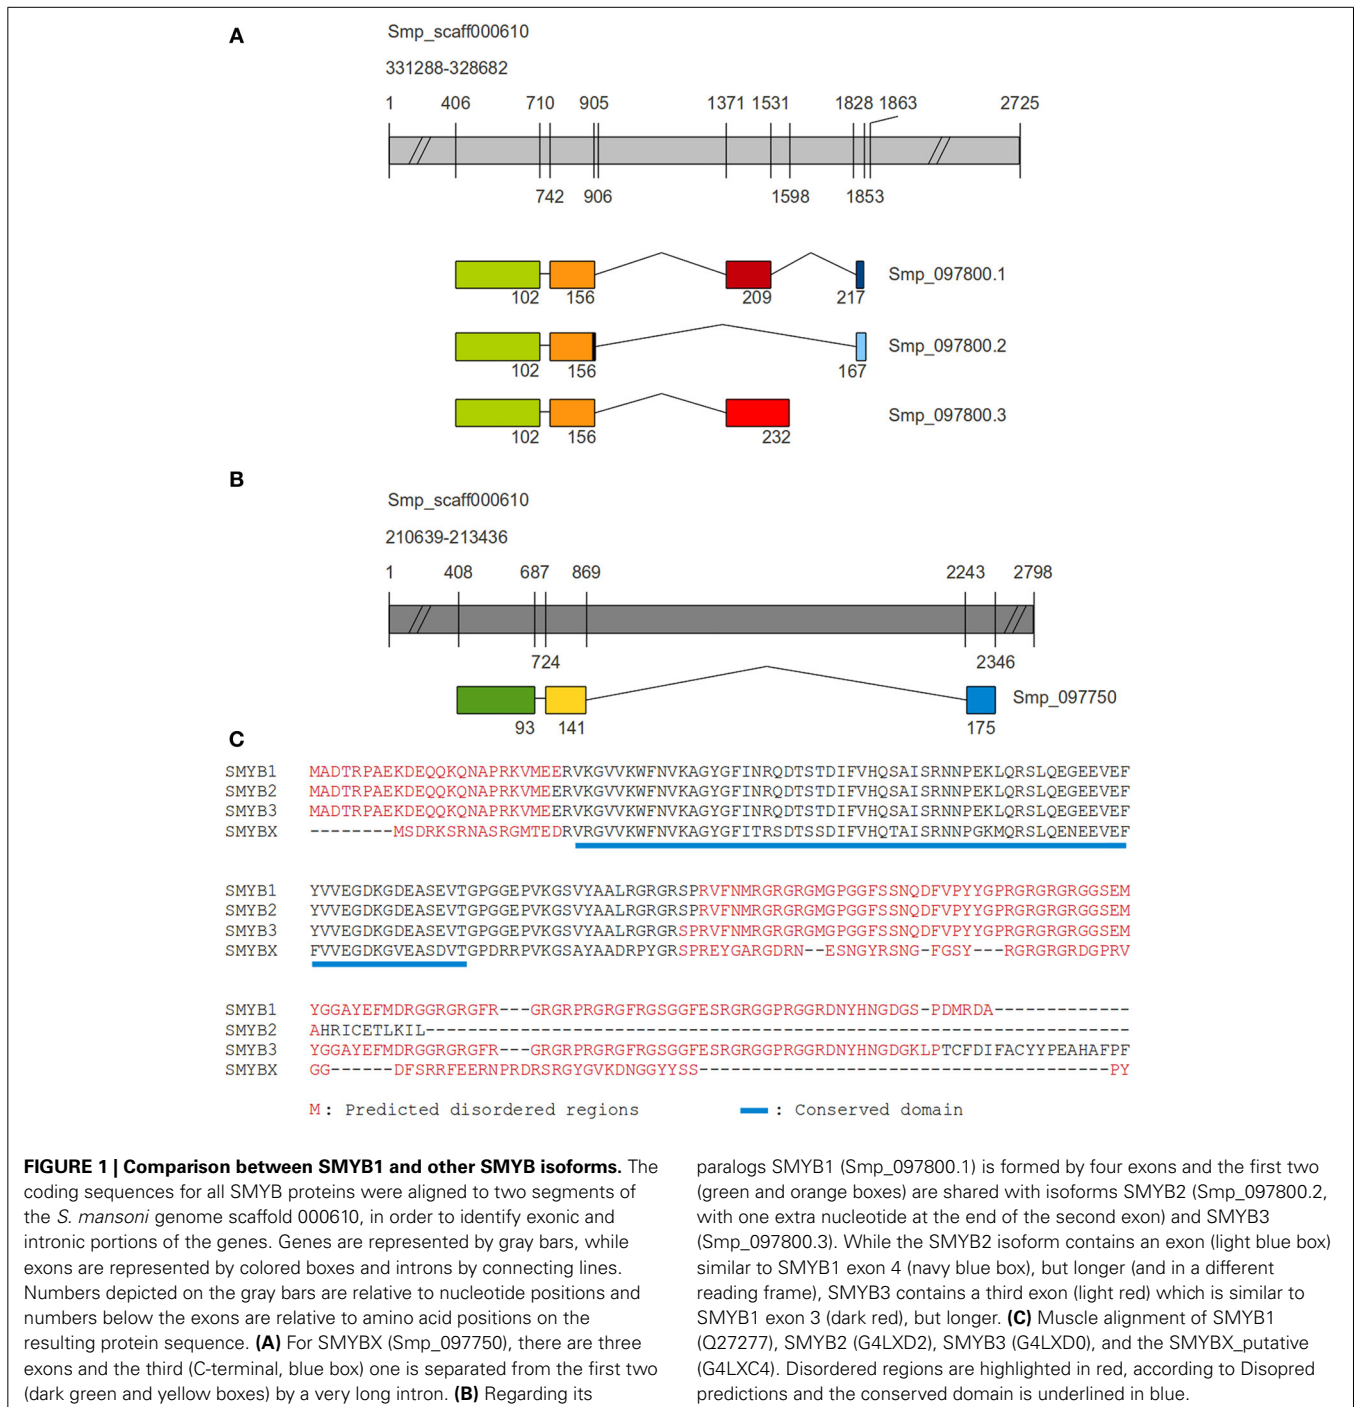 A
Smp_scaff000610
331288-328682
1 406 710 905 1371 1531 1828 1863 2725
742 906 1598 1853
102 156 209 217 Smp_097800.1
102 156 167 Smp_097800.2
102 156 232 Smp_097800.3
B
Smp_scaff000610
210639-213436
1 408 687 869 2243 2798
724 2346
93 141 175 Smp_097750
C
SMYB1 MADTRPAEKDEQQKQNAPRKVMEERVKGVVKWFNVKAGYGFINRQDTSTDIFVHQSAISRNNPEKLQRSLQEGEEVEF
SMYB2 MADTRPAEKDEQQKQNAPRKVMEERVKGVVKWFNVKAGYGFINRQDTSTDIFVHQSAISRNNPEKLQRSLQEGEEVEF
SMYB3 MADTRPAEKDEQQKQNAPRKVMEERVKGVVKWFNVKAGYGFINRQDTSTDIFVHQSAISRNNPEKLQRSLQEGEEVEF
SMYBX --------MSDRKSRNASRGMTEDRVRGVVKWFNVKAGYGFITRSDTSSDIFVHQTAISRNNPGKMQRSLQENEEVEF
SMYB1 YVVEGDKGDEASEVTGPGGEPVKGSVYAALRGRGRSPRVFNMRGRGRGMGPGGFSSNQDFVPYYGPRGRGRGRGGSEM
SMYB2 YVVEGDKGDEASEVTGPGGEPVKGSVYAALRGRGRSPRVFNMRGRGRGMGPGGFSSNQDFVPYYGPRGRGRGRGGSEM
SMYB3 YVVEGDKGDEASEVTGPGGEPVKGSVYAALRGRGRSPRVFNMRGRGRGMGPGGFSSNQDFVPYYGPRGRGRGRGGSEM
SMYBX FVVEGDKGVEASDVTGPDRRPVKGSAYAADRPYGRSPREYGARGDRN--ESNGYRSNG-FGSY---RGRGRGRDGPRV
SMYB1 YGGAYEFMDRGGRGRGFR---GRGRPRGRGFRGSGGFESRGRGGPRGGRDNYHNGDGS-PDMRDA-------------
SMYB2 AHRICETLKIL-------------------------------------------------------------------
SMYB3 YGGAYEFMDRGGRGRGFR---GRGRPRGRGFRGSGGFESRGRGGPRGGRDNYHNGDGKLPTCFDIFACYYPEAHAFPF
SMYBX GG------DFSRRFEERNPRDRSRGYGVKDNGGYYSS---------------------------------------PY
M : Predicted disordered regions : Conserved domain
FIGURE 1 | Comparison between SMYB1 and other SMYB isoforms. The
coding sequences for all SMYB proteins were aligned to two segments of
the S. mansoni genome scaffold 000610, in order to identify exonic and
intronic portions of the genes. Genes are represented by gray bars, while
exons are represented by colored boxes and introns by connecting lines.
Numbers depicted on the gray bars are relative to nucleotide positions and
numbers below the exons are relative to amino acid positions on the
resulting protein sequence. (A) For SMYBX (Smp_097750), there are three
exons and the third (C-terminal, blue box) one is separated from the first two
(dark green and yellow boxes) by a very long intron. (B) Regarding its
paralogs SMYB1 (Smp_097800.1) is formed by four exons and the first two
(green and orange boxes) are shared with isoforms SMYB2 (Smp_097800.2,
with one extra nucleotide at the end of the second exon) and SMYB3
(Smp_097800.3). While the SMYB2 isoform contains an exon (light blue box)
similar to SMYB1 exon 4 (navy blue box), but longer (and in a different
reading frame), SMYB3 contains a third exon (light red) which is similar to
SMYB1 exon 3 (dark red), but longer. (C) Muscle alignment of SMYB1
(Q27277), SMYB2 (G4LXD2), SMYB3 (G4LXD0), and the SMYBX_putative
(G4LXC4). Disordered regions are highlighted in red, according to Disopred
predictions and the conserved domain is underlined in blue.